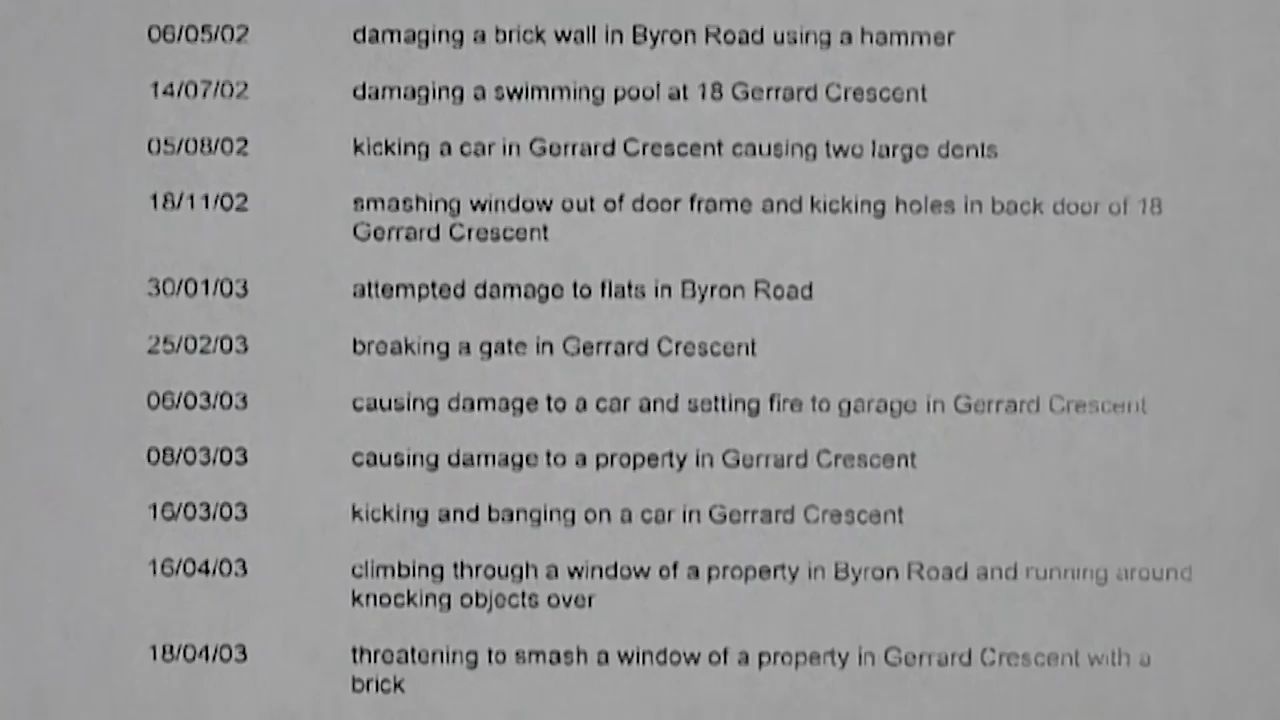 06/05/02 damaging a brick wall in Byron Road using a hammer
14/07/02 damaging a swimming pool at 18 Gerrard Crescent
05/08/02 kicking a car in Gerrard Crescent causing two large dents
18/11/02 smashing window out of door frame and kicking holes in back door of 18
Gerrard Crescent
30/01/03 attempted damage to flats in Byron Road
25/02/03 breaking a gate in Gerrard Crescent
06/03/03 causing damage to a car and setting fire to garage in Gerrard Crescent
08/03/03 causing damage to a property in Gerrard Crescent
16/03/03 kicking and banging on a car in Gerrard Crescent
16/04/03 climbing through a window of a property in Byron Road and running around
knocking objects over
18/04/03 threatening to smash a window of a property in Gerrard Crescent with a
brick